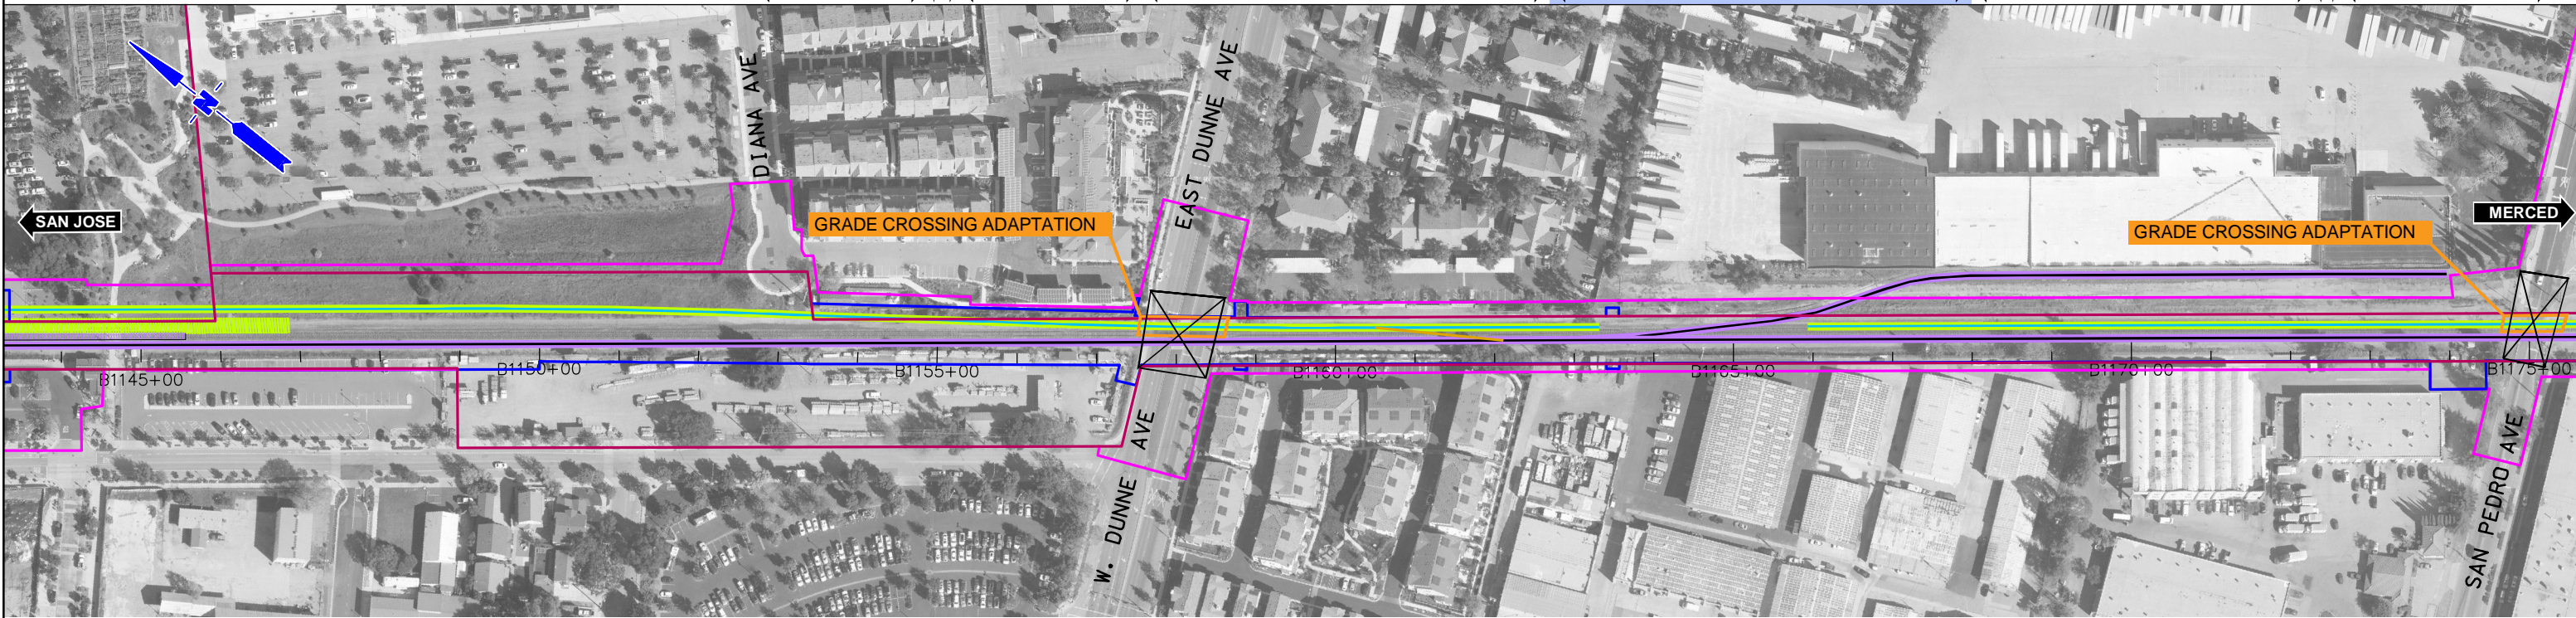 N
DIANA AVE
EAST DUNNE AVE
SAN JOSE
GRADE CROSSING ADAPTATION
MERCED
GRADE CROSSING ADAPTATION
B1145+00
B1150+00
B1155+00
B1160+00
B1165+00
B1170+00
B1175+00
W. DUNNE AVE
SAN PEDRO AVE